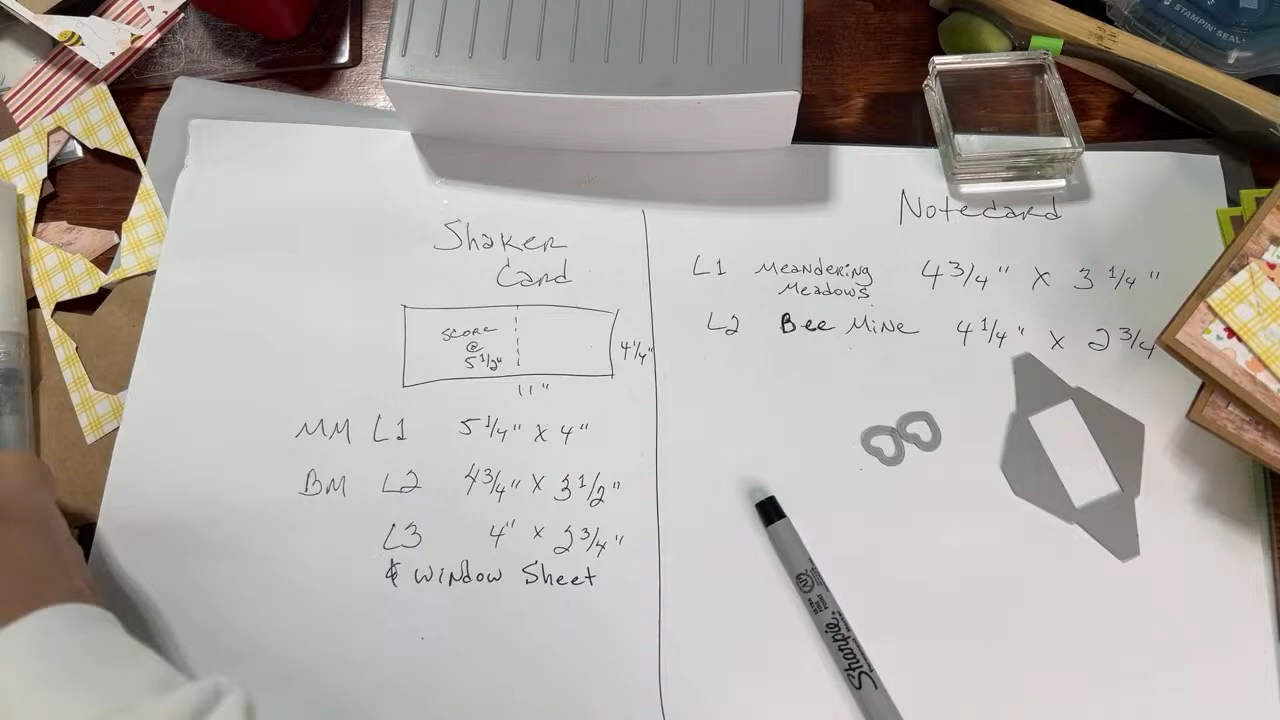 STAMPIN' SEAL+
Shaker
Card
score
@
5 1/2"
4 1/4"
11"
MM L1 5 1/4" x 4"
BM L2 4 3/4" x 3 1/2"
L3 4" x 2 3/4"
& Window Sheet
Notecard
L1 Meandering Meadows 4 3/4" x 3 1/4"
L2 Bee Mine 4 1/4" x 2 3/4
Sharpie